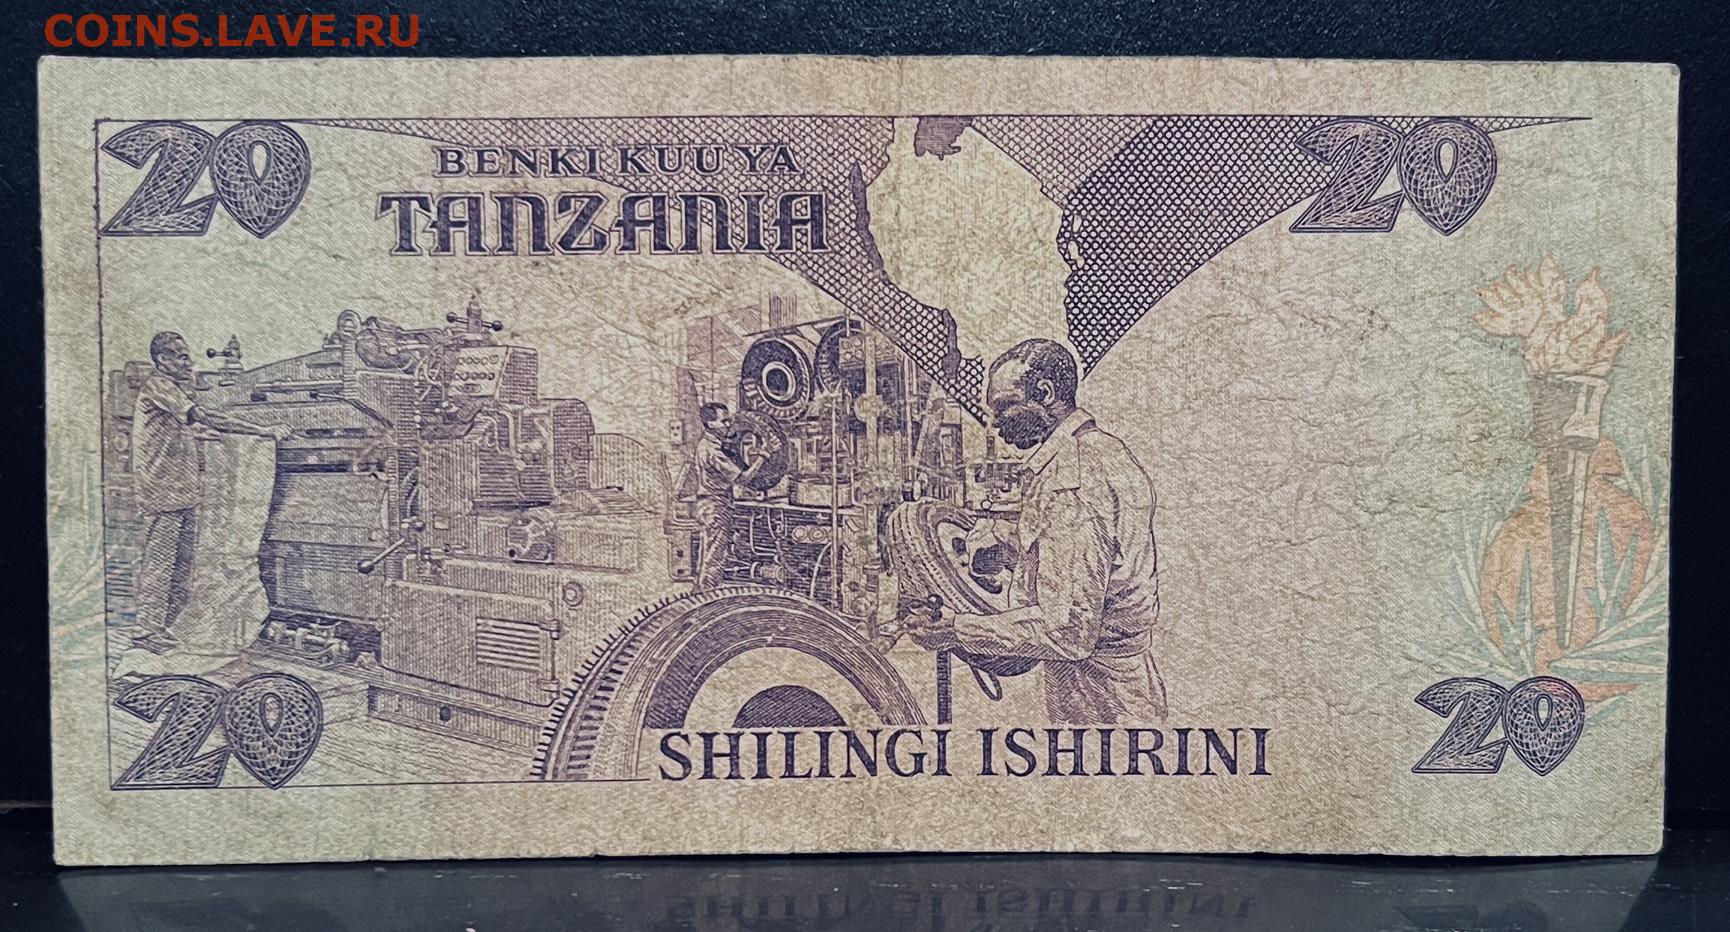 COINS.LAVE.RU
20
20
BENKI KUU YA
TANZANIA
20
SHILINGI ISHIRINI
20